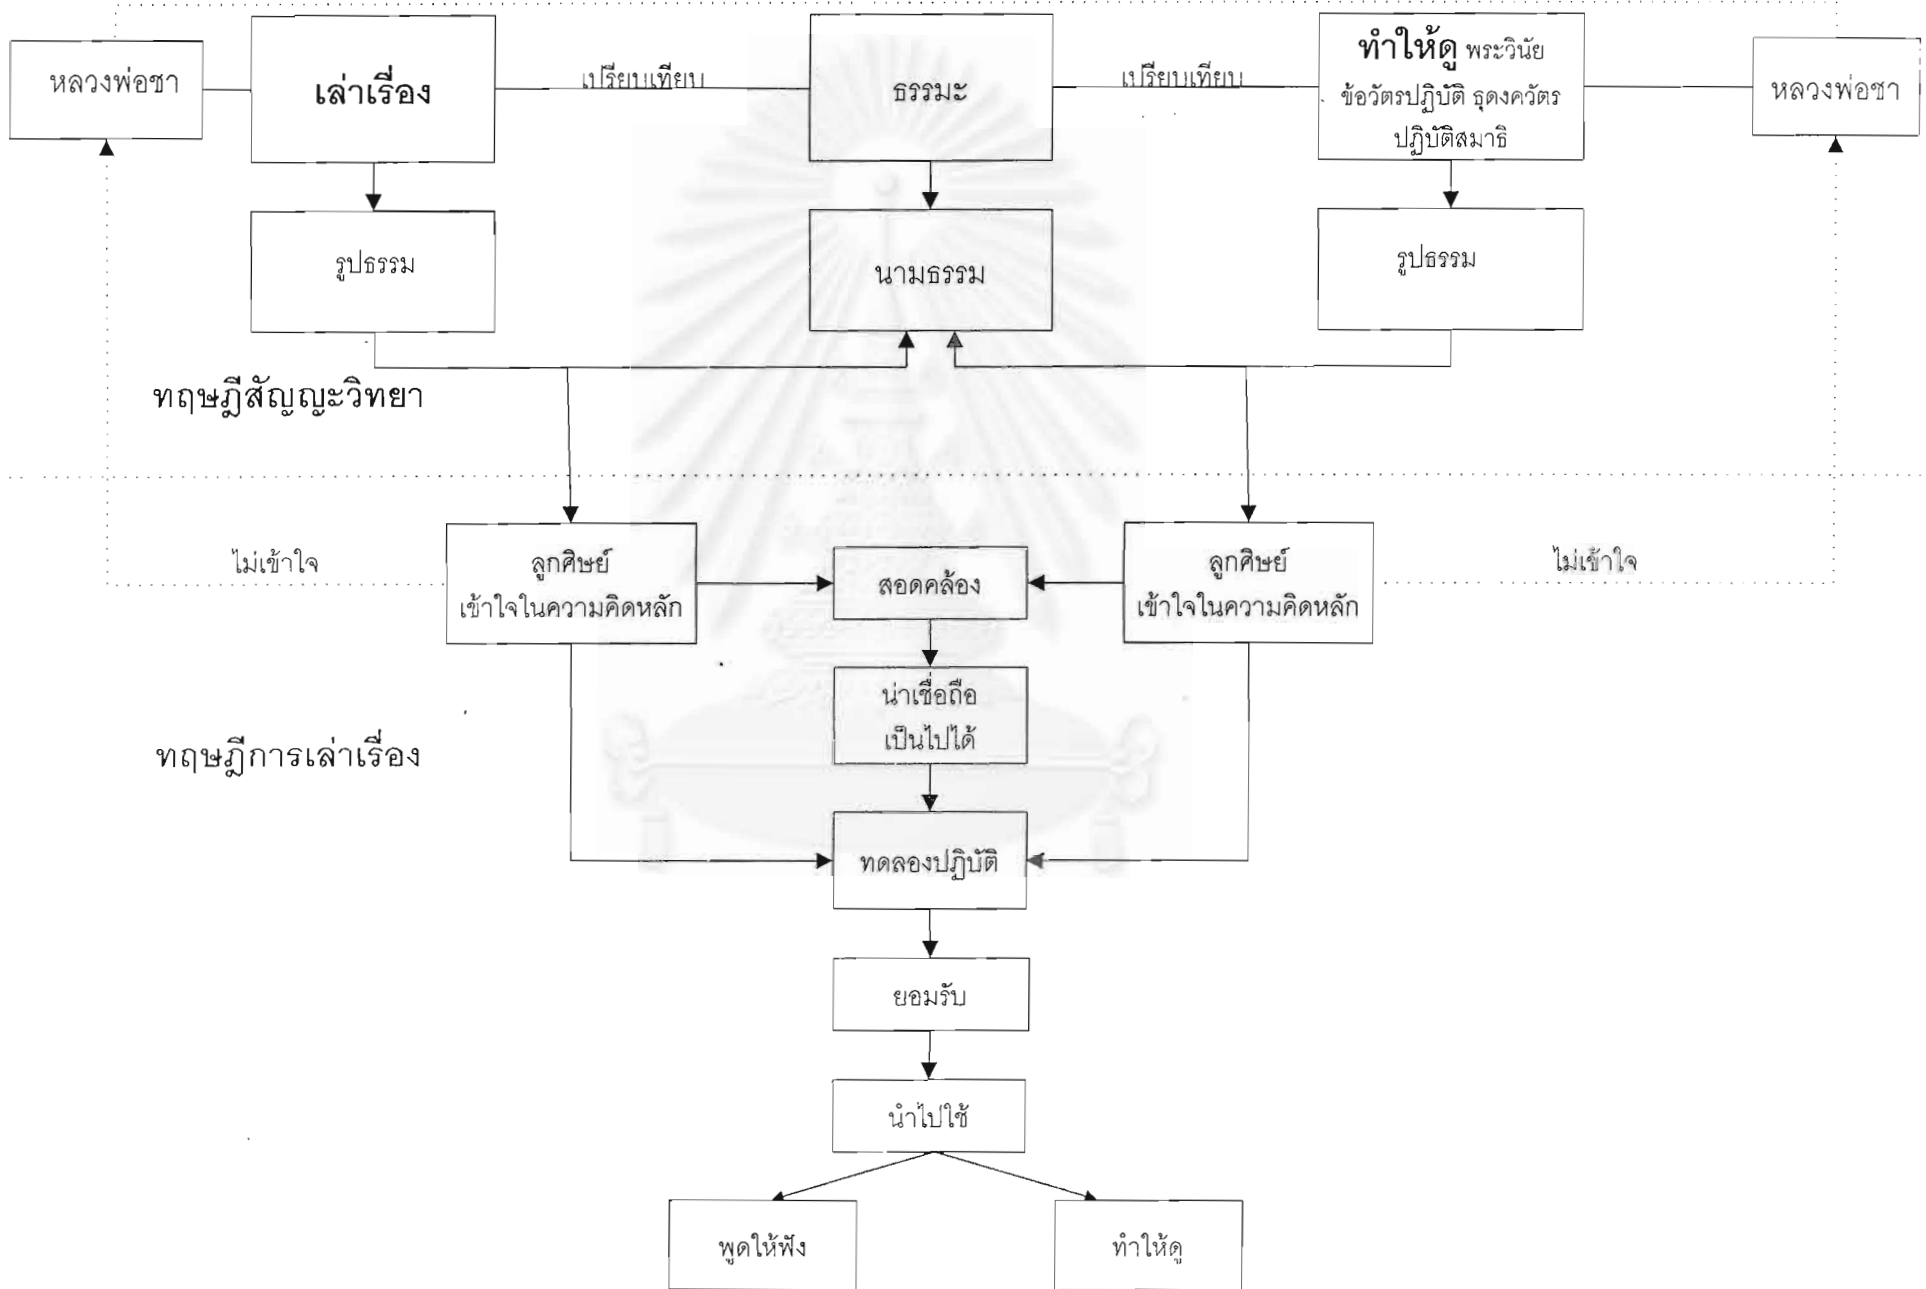 หลวงพ่อชา
เล่าเรื่อง
เปรียบเทียบ
ธรรมะ
เปรียบเทียบ
ทำให้ดู พระวินัย
ข้อวัตรปฏิบัติ ธุดงควัตร
ปฏิบัติสมาธิ
หลวงพ่อชา
รูปธรรม
นามธรรม
รูปธรรม
ทฤษฎีสัญญะวิทยา
ไม่เข้าใจ
ลูกศิษย์
เข้าใจในความคิดหลัก
สอดคล้อง
ลูกศิษย์
เข้าใจในความคิดหลัก
ไม่เข้าใจ
น่าเชื่อถือ
เป็นไปได้
ทฤษฎีการเล่าเรื่อง
ทดลองปฏิบัติ
ยอมรับ
นำไปใช้
พูดให้ฟัง
ทำให้ดู